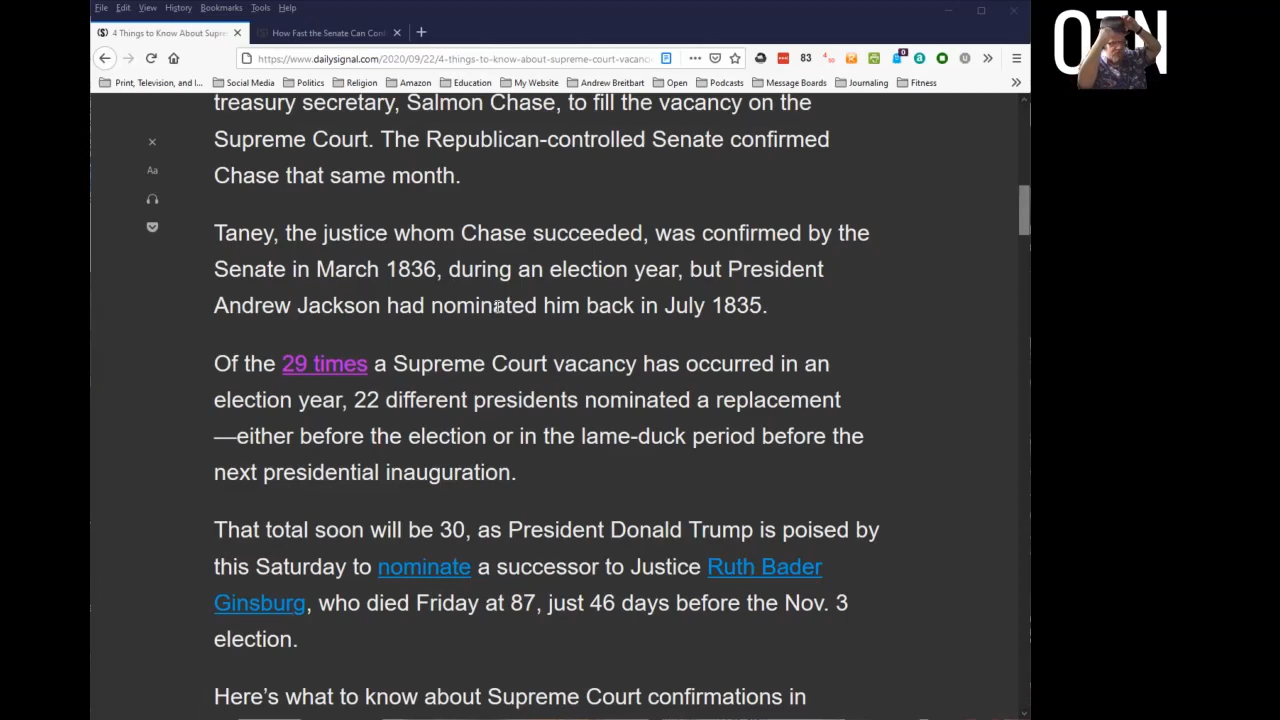 File Edit View History Bookmarks Tools Help
4 Things to Know About Supre
How Fast the Senate Can Con
https://www.dailysignal.com/2020/09/22/4-things-to-know-about-supreme-court-vacanc
83
Print, Television, and I... Social Media Politics Religion Amazon Education My Website Andrew Breitbart Open Podcasts Message Boards Journaling Fitness
treasury secretary, Salmon Chase, to fill the vacancy on the
Supreme Court. The Republican-controlled Senate confirmed
Chase that same month.
Aa
Taney, the justice whom Chase succeeded, was confirmed by the
Senate in March 1836, during an election year, but President
Andrew Jackson had nominated him back in July 1835.
Of the 29 times a Supreme Court vacancy has occurred in an
election year, 22 different presidents nominated a replacement
—either before the election or in the lame-duck period before the
next presidential inauguration.
That total soon will be 30, as President Donald Trump is poised by
this Saturday to nominate a successor to Justice Ruth Bader
Ginsburg, who died Friday at 87, just 46 days before the Nov. 3
election.
Here's what to know about Supreme Court confirmations in